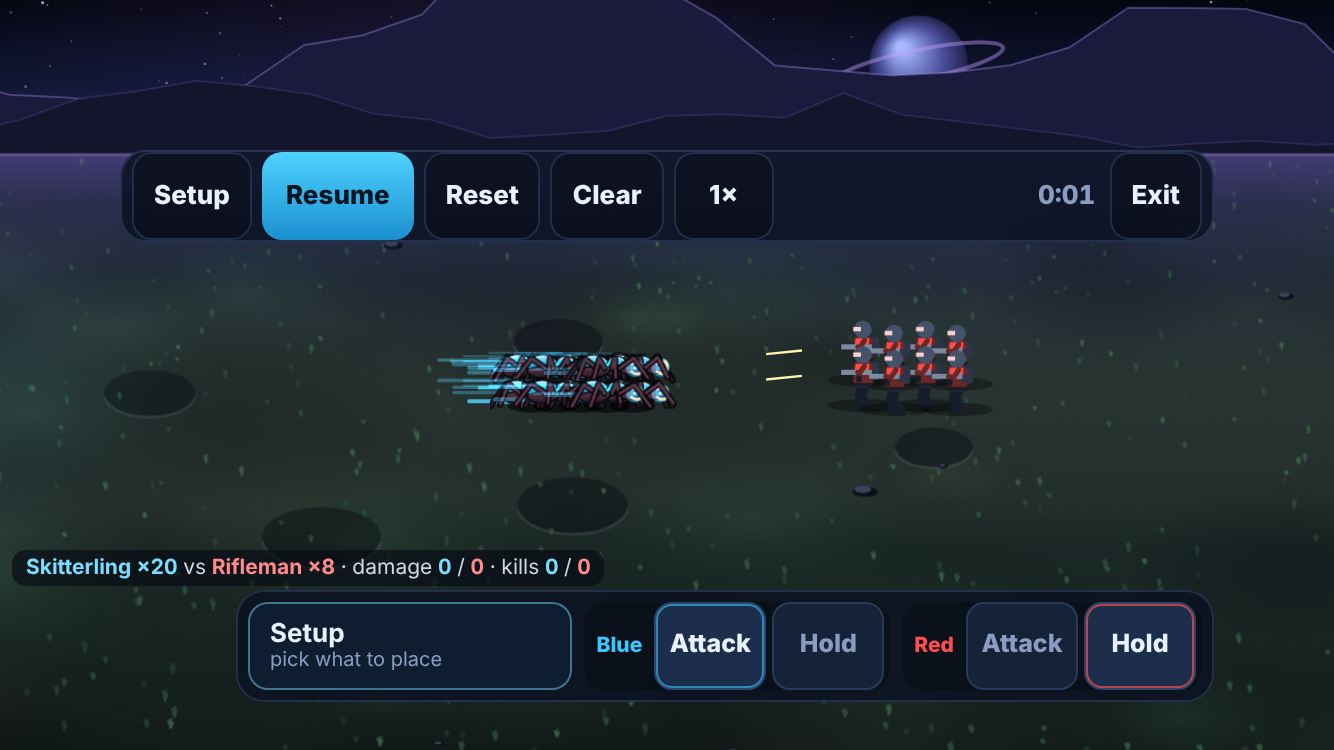 Setup Resume Reset Clear 1× 0:01 Exit
Skitterling ×20 vs Rifleman ×8 · damage 0 / 0 · kills 0 / 0
Setup
pick what to place
Blue Attack Hold Red Attack Hold